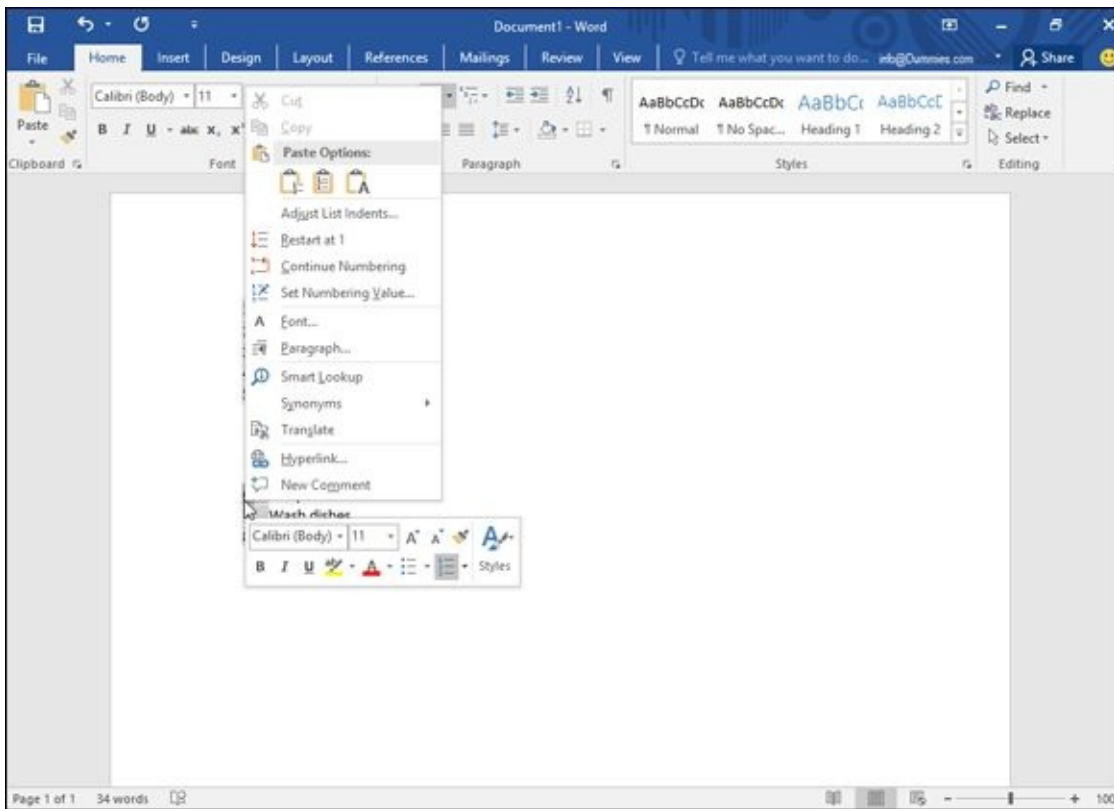 Document1 - Word
File Home Insert Design Layout References Mailings Review View Tell me what you want to do... info@Dummies.com Share
Calibri (Body) 11
Paste
B I U abc x, x
Clipboard Font Paragraph Styles Editing
AaBbCcDc AaBbCcDc AaBbCc AaBbCcD
¶ Normal ¶ No Spac... Heading 1 Heading 2
Find
Replace
Select
Cut
Copy
Paste Options:
Adjust List Indents...
Restart at 1
Continue Numbering
Set Numbering Value...
Font...
Paragraph...
Smart Lookup
Synonyms
Translate
Hyperlink...
New Comment
Wash dishes
Calibri (Body) 11
B I U Styles
Page 1 of 1 34 words
100